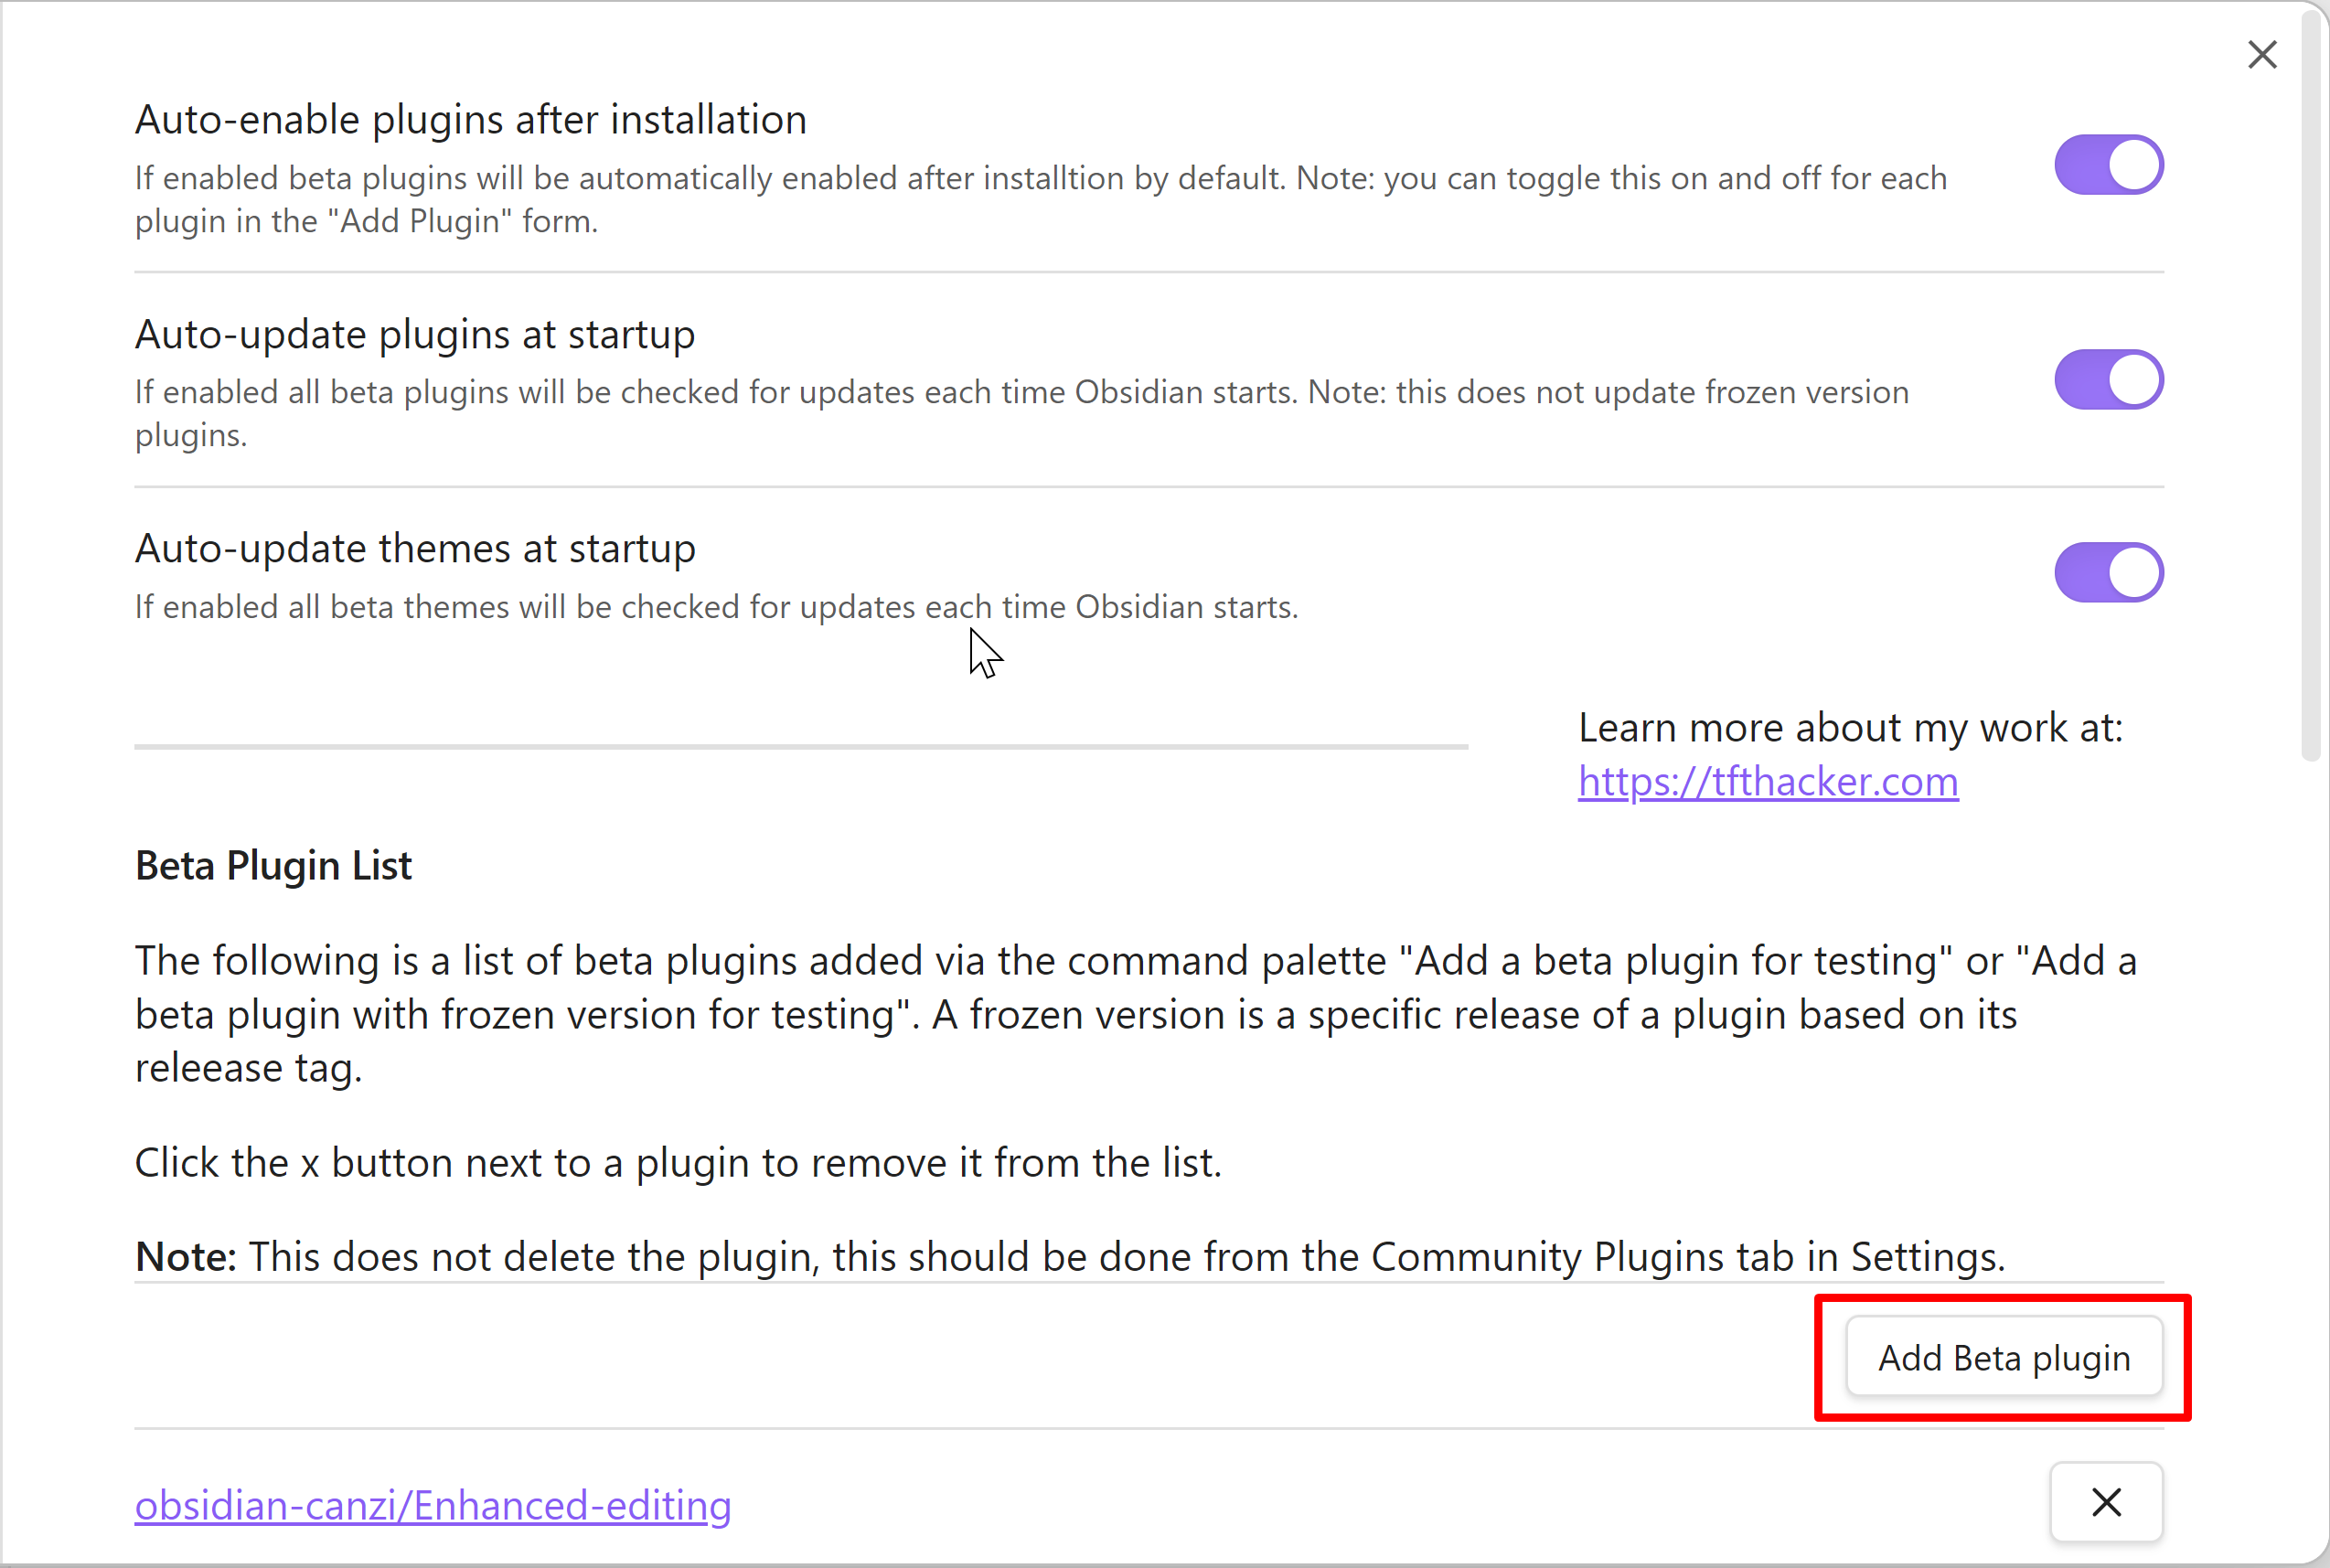 Auto-enable plugins after installation
If enabled beta plugins will be automatically enabled after installtion by default. Note: you can toggle this on and off for each
plugin in the "Add Plugin" form.
Auto-update plugins at startup
If enabled all beta plugins will be checked for updates each time Obsidian starts. Note: this does not update frozen version
plugins.
Auto-update themes at startup
If enabled all beta themes will be checked for updates each time Obsidian starts.
Learn more about my work at:
https://tfthacker.com
Beta Plugin List
The following is a list of beta plugins added via the command palette "Add a beta plugin for testing" or "Add a
beta plugin with frozen version for testing". A frozen version is a specific release of a plugin based on its
releease tag.
Click the x button next to a plugin to remove it from the list.
Note: This does not delete the plugin, this should be done from the Community Plugins tab in Settings.
Add Beta plugin
obsidian-canzi/Enhanced-editing